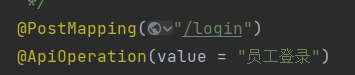 */
@PostMapping("/login")
@ApiOperation(value = "员工登录")